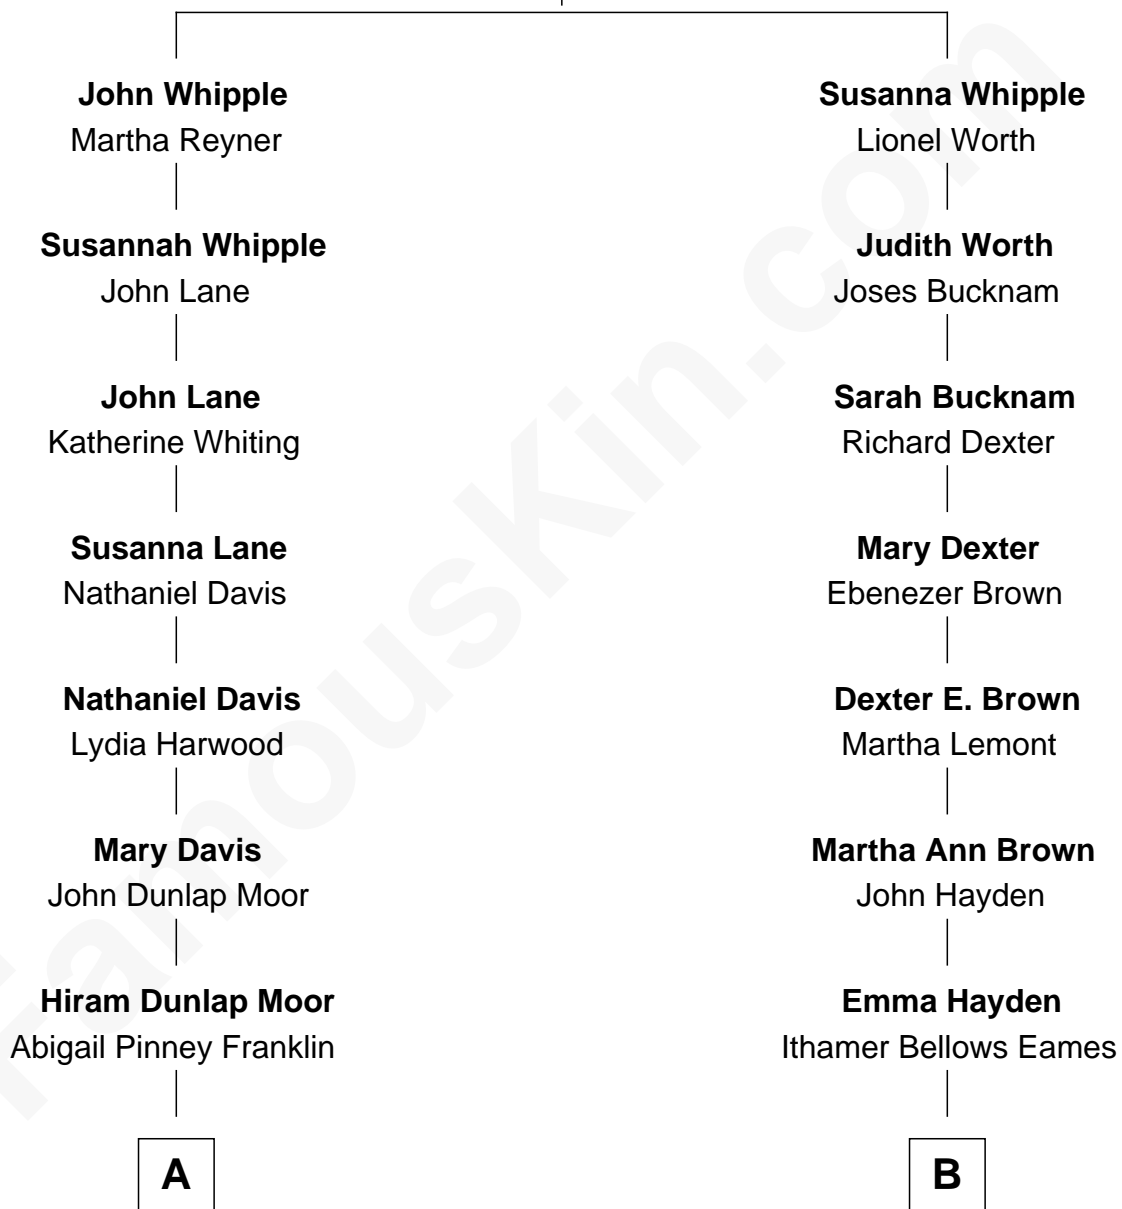 John Whipple
Martha Reyner
Susannah Whipple
John Lane
John Lane
Katherine Whiting
Susanna Lane
Nathaniel Davis
Nathaniel Davis
Lydia Harwood
Mary Davis
John Dunlap Moor
Hiram Dunlap Moor
Abigail Pinney Franklin
A
Susanna Whipple
Lionel Worth
Judith Worth
Joses Bucknam
Sarah Bucknam
Richard Dexter
Mary Dexter
Ebenezer Brown
Dexter E. Brown
Martha Lemont
Martha Ann Brown
John Hayden
Emma Hayden
Ithamer Bellows Eames
B
FamousKin.com